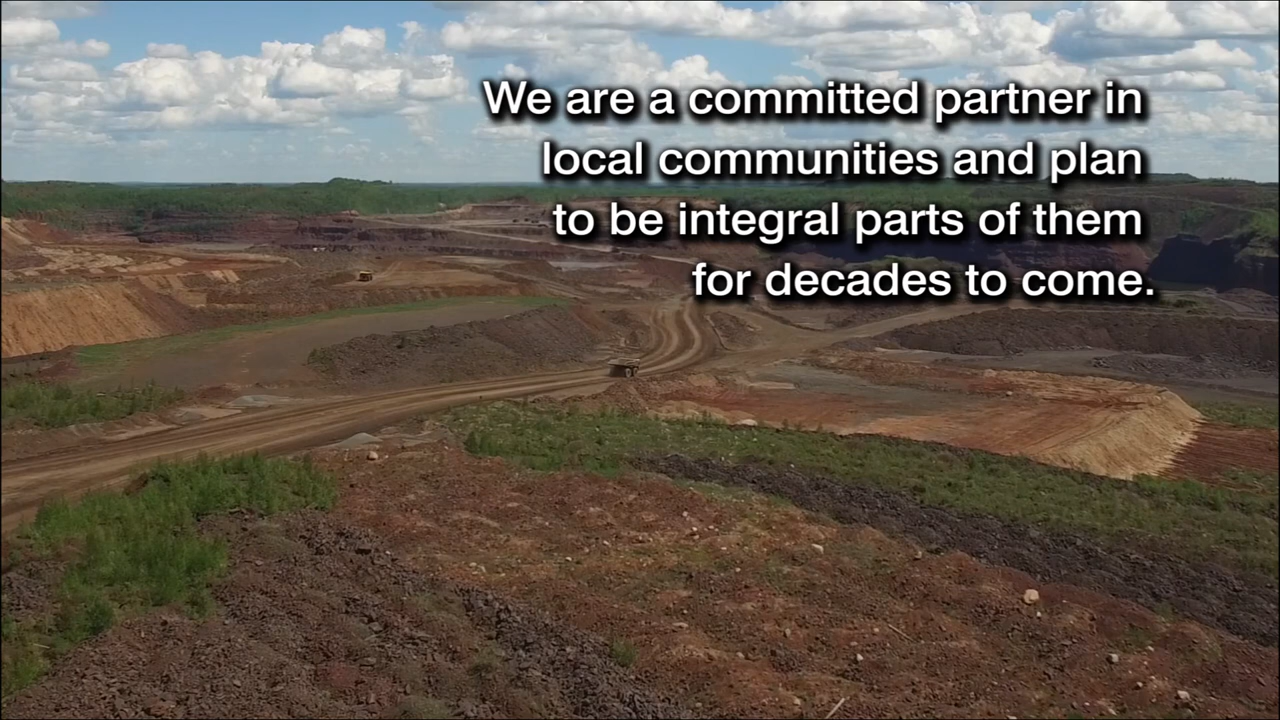 We are a committed partner in
local communities and plan
to be integral parts of them
for decades to come.